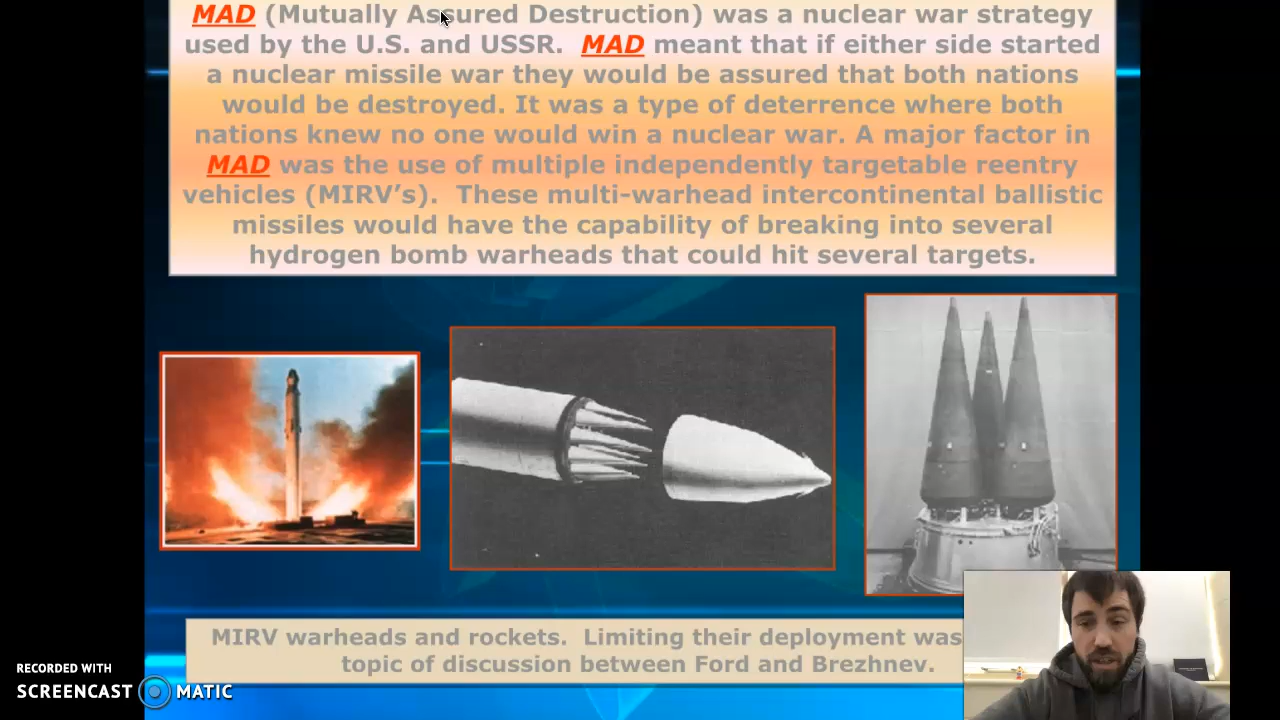 MAD (Mutually Assured Destruction) was a nuclear war strategy
used by the U.S. and USSR. MAD meant that if either side started
a nuclear missile war they would be assured that both nations
would be destroyed. It was a type of deterrence where both
nations knew no one would win a nuclear war. A major factor in
MAD was the use of multiple independently targetable reentry
vehicles (MIRV’s). These multi-warhead intercontinental ballistic
missiles would have the capability of breaking into several
hydrogen bomb warheads that could hit several targets.
MIRV warheads and rockets. Limiting their deployment was
topic of discussion between Ford and Brezhnev.
RECORDED WITH
SCREENCAST MATIC